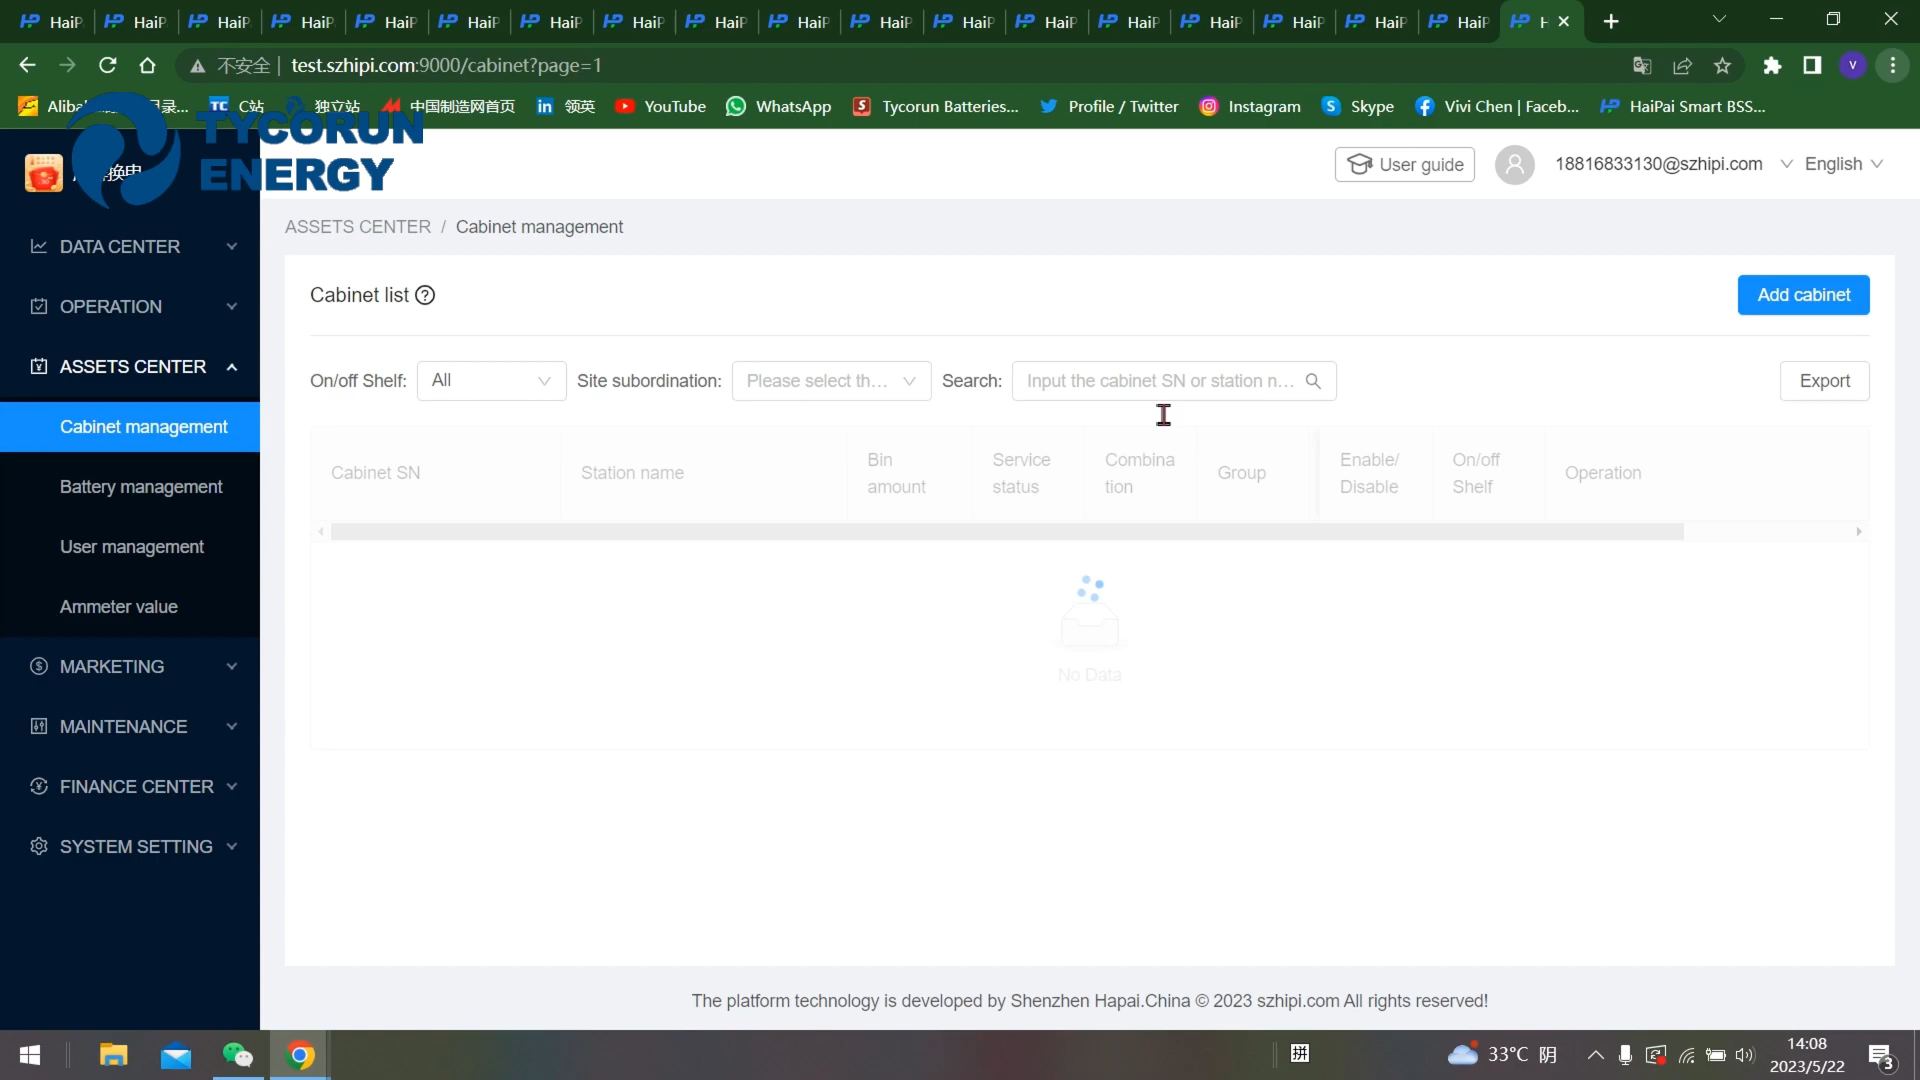 HaiP HaiP HaiP HaiP HaiP HaiP HaiP HaiP HaiP HaiP HaiP HaiP HaiP HaiP HaiP HaiP HaiP HaiP H
不安全 | test.szhipi.com:9000/cabinet?page=1
C站 独立站 中国制造网首页 领英 YouTube WhatsApp Tycorun Batteries... Profile / Twitter Instagram Skype Vivi Chen | Faceb... HaiPai Smart BSS...
TYCORUN
ENERGY
User guide
18816833130@szhipi.com
English
ASSETS CENTER / Cabinet management
DATA CENTER
OPERATION
ASSETS CENTER
Cabinet management
Battery management
User management
Ammeter value
MARKETING
MAINTENANCE
FINANCE CENTER
SYSTEM SETTING
Cabinet list
Add cabinet
On/off Shelf: All Site subordination: Please select th... Search: Input the cabinet SN or station n... Export
Cabinet SN
Station name
Bin
amount
Service
status
Combina
tion
Group
Enable/
Disable
On/off
Shelf
Operation
No Data
The platform technology is developed by Shenzhen Hapai.China © 2023 szhipi.com All rights reserved!
拼
33°C 阴
14:08
2023/5/22
3